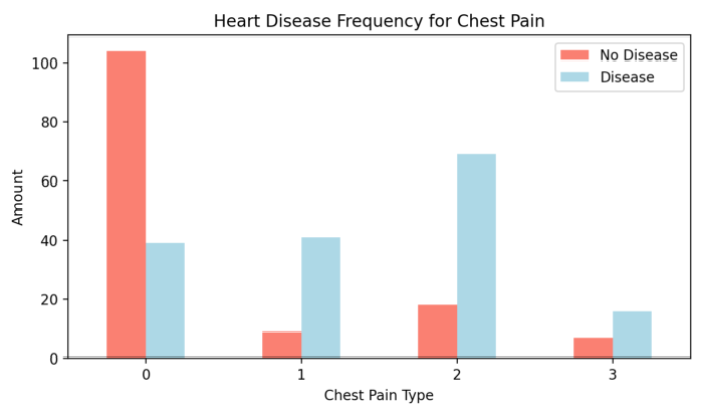 Heart Disease Frequency for Chest Pain
No Disease
Disease
100
80
60
40
20
0
Amount
0 1 2 3
Chest Pain Type